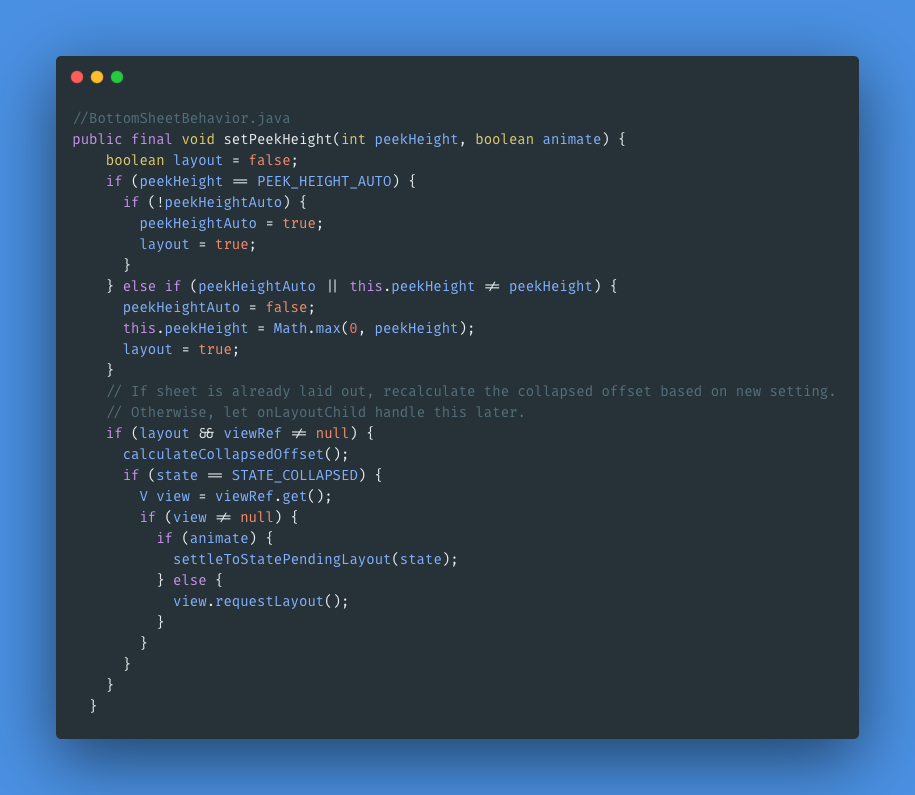 //BottomSheetBehavior.java
public final void setPeekHeight(int peekHeight, boolean animate) {
    boolean layout = false;
    if (peekHeight == PEEK_HEIGHT_AUTO) {
      if (!peekHeightAuto) {
        peekHeightAuto = true;
        layout = true;
      }
    } else if (peekHeightAuto || this.peekHeight != peekHeight) {
      peekHeightAuto = false;
      this.peekHeight = Math.max(0, peekHeight);
      layout = true;
    }
    // If sheet is already laid out, recalculate the collapsed offset based on new setting.
    // Otherwise, let onLayoutChild handle this later.
    if (layout && viewRef != null) {
      calculateCollapsedOffset();
      if (state == STATE_COLLAPSED) {
        V view = viewRef.get();
        if (view != null) {
          if (animate) {
            settleToStatePendingLayout(state);
          } else {
            view.requestLayout();
          }
        }
      }
    }
  }